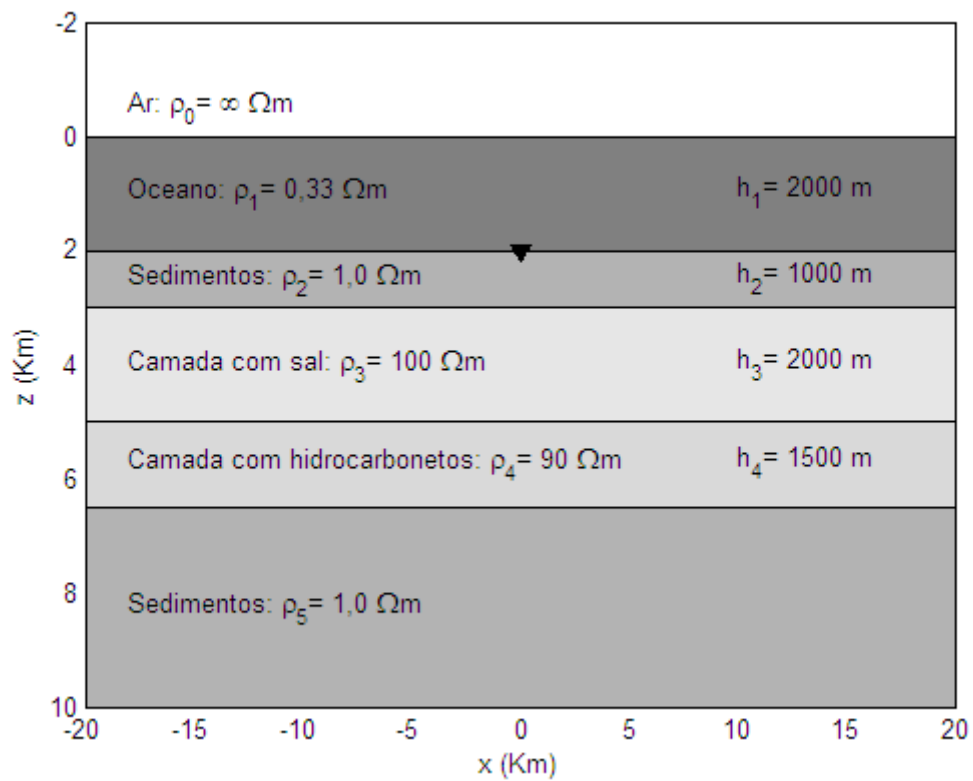 -2
Ar: ρ0= ∞ Ωm
0
Oceano: ρ1= 0,33 Ωm
h1= 2000 m
2
Sedimentos: ρ2= 1,0 Ωm
h2= 1000 m
4
Camada com sal: ρ3= 100 Ωm
h3= 2000 m
z (Km)
6
Camada com hidrocarbonetos: ρ4= 90 Ωm
h4= 1500 m
8
Sedimentos: ρ5= 1,0 Ωm
10
-20 -15 -10 -5 0 5 10 15 20
x (Km)